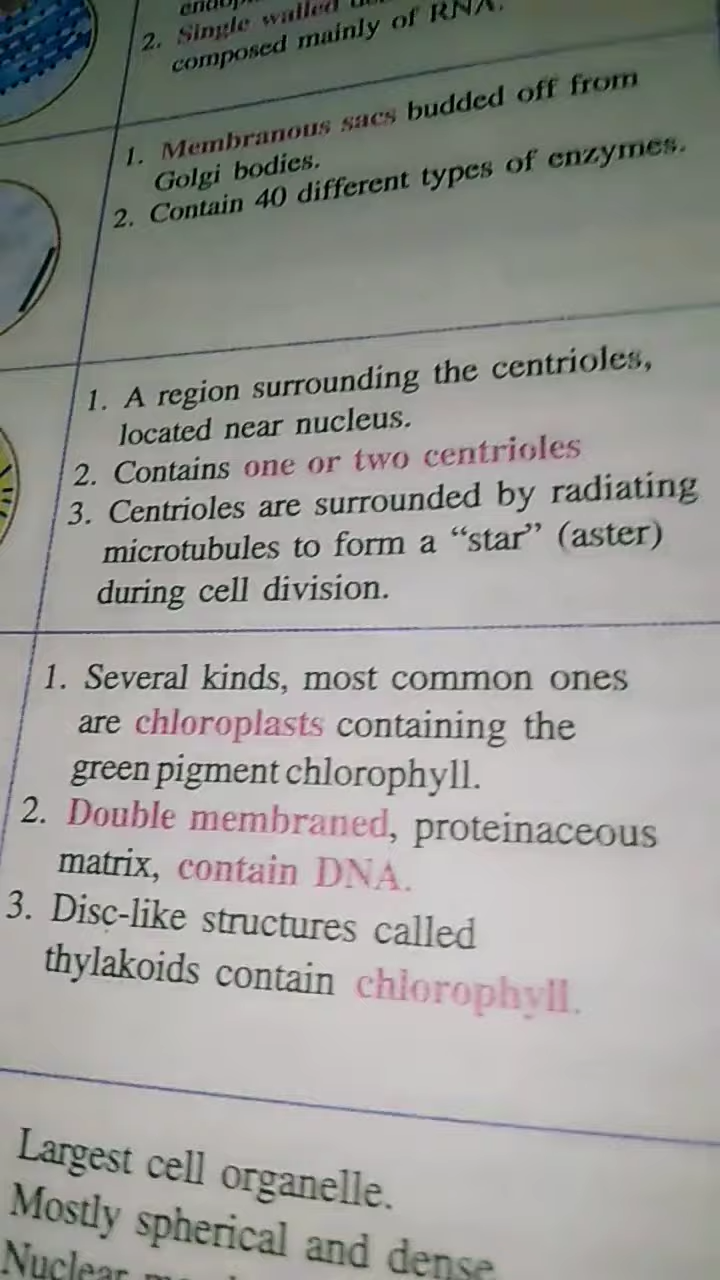 2. Single walled
composed mainly of RNA.
1. Membranous sacs budded off from
Golgi bodies.
2. Contain 40 different types of enzymes.
1. A region surrounding the centrioles,
located near nucleus.
2. Contains one or two centrioles
3. Centrioles are surrounded by radiating
microtubules to form a “star” (aster)
during cell division.
1. Several kinds, most common ones
are chloroplasts containing the
green pigment chlorophyll.
2. Double membraned, proteinaceous
matrix, contain DNA.
3. Disc-like structures called
thylakoids contain chlorophyll.
Largest cell organelle.
Mostly spherical and dense
Nuclear